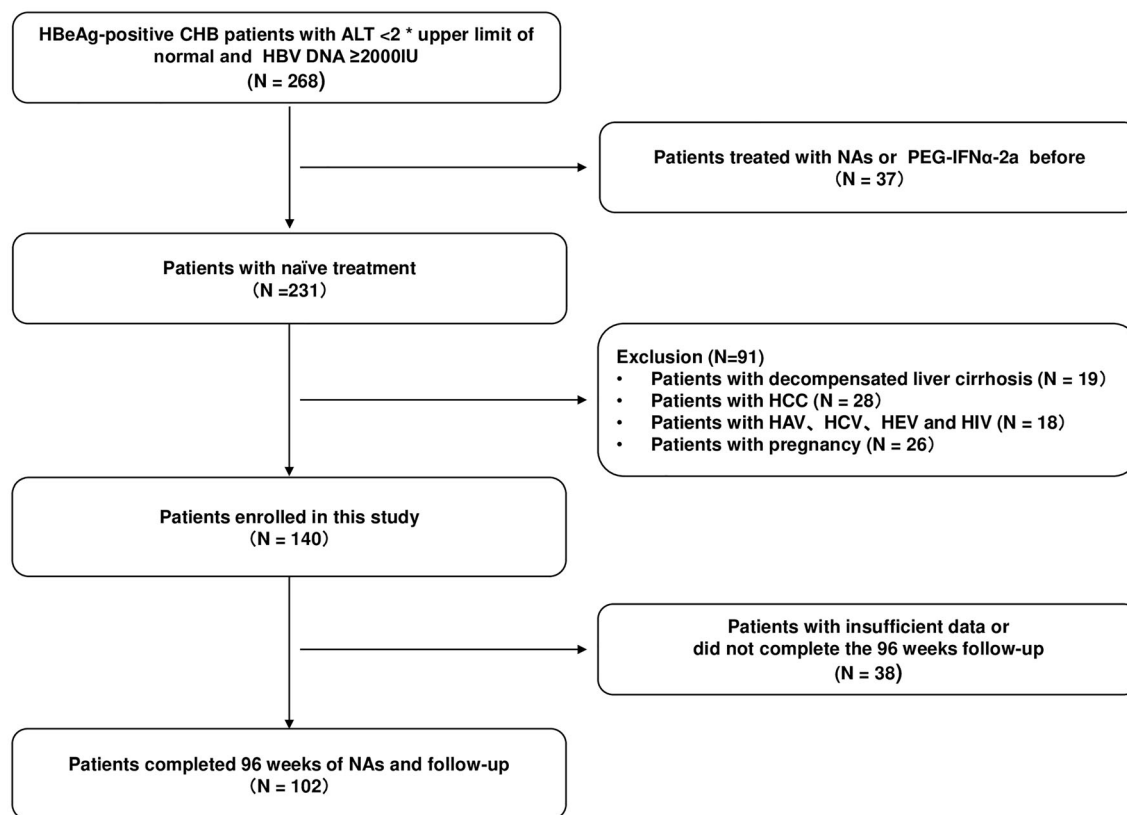 HBeAg-positive CHB patients with ALT <2 * upper limit of
normal and HBV DNA ≥2000IU
(N = 268)
Patients treated with NAs or PEG-IFNα-2a before
（N = 37）
Patients with naïve treatment
（N =231）
Exclusion (N=91)
• Patients with decompensated liver cirrhosis (N = 19）
• Patients with HCC (N = 28）
• Patients with HAV、HCV、HEV and HIV (N = 18）
• Patients with pregnancy (N = 26）
Patients enrolled in this study
（N = 140）
Patients with insufficient data or
did not complete the 96 weeks follow-up
(N = 38)
Patients completed 96 weeks of NAs and follow-up
（N = 102）